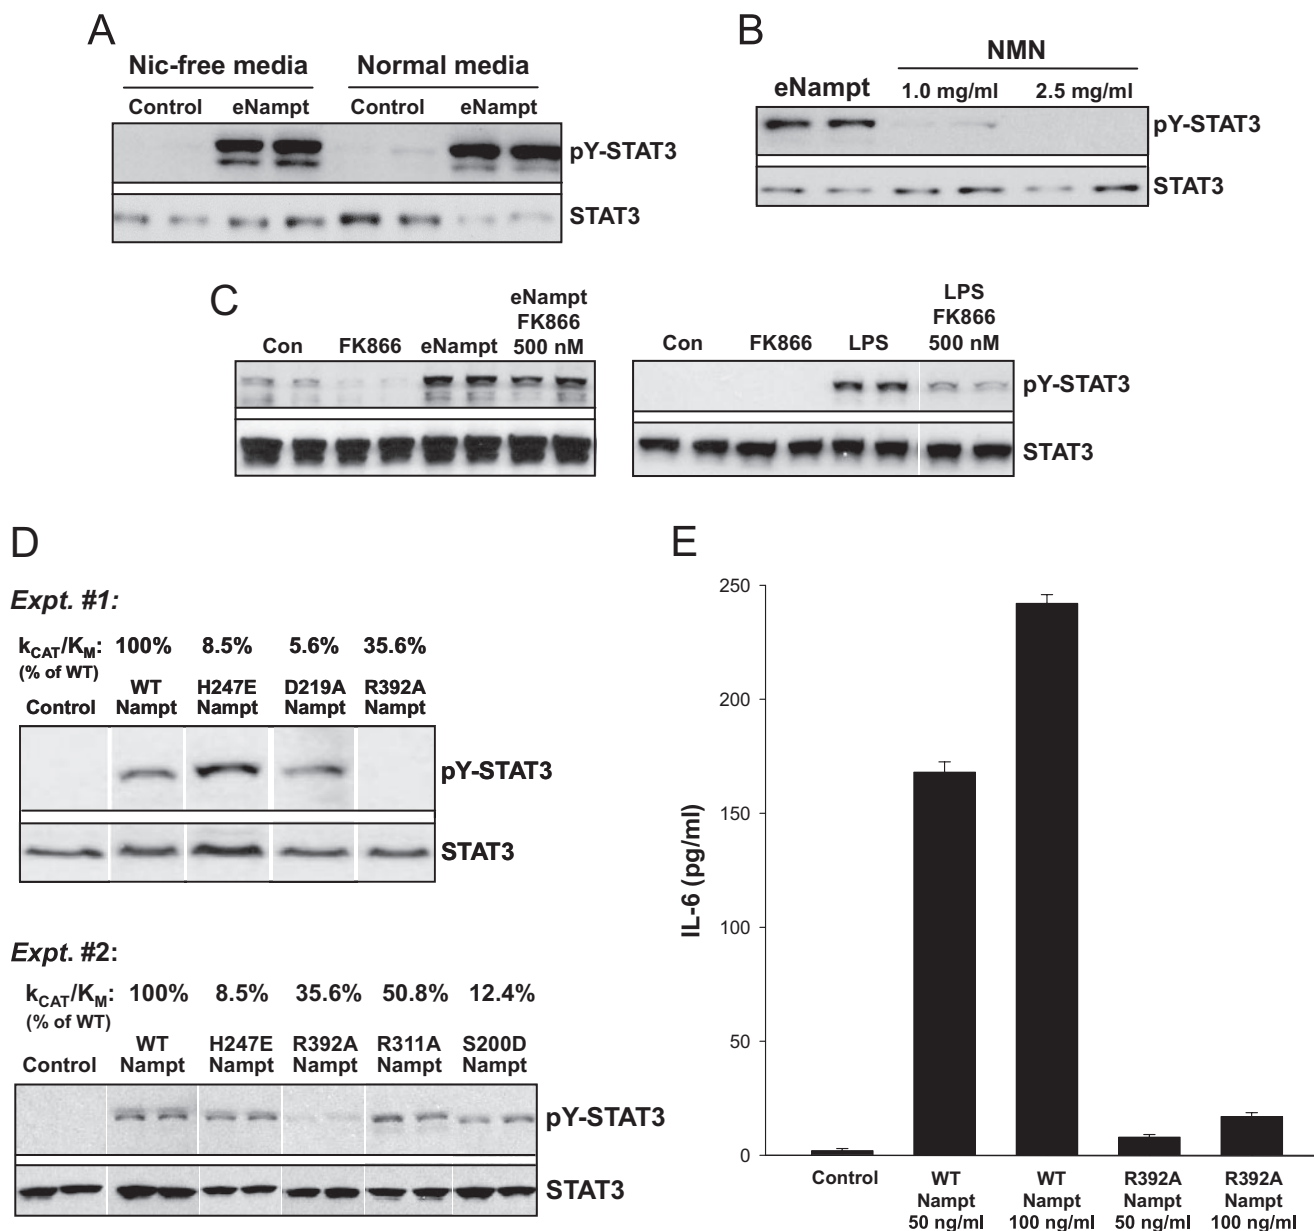 A
Nic-free media Normal media
Control eNampt Control eNampt
pY-STAT3
STAT3
B
NMN
eNampt 1.0 mg/ml 2.5 mg/ml
pY-STAT3
STAT3
C
Con FK866 eNampt eNampt FK866 500 nM
Con FK866 LPS LPS FK866 500 nM
pY-STAT3
STAT3
D
Expt. #1:
kCAT/KM: 100% 8.5% 5.6% 35.6%
(% of WT)
Control WT Nampt H247E Nampt D219A Nampt R392A Nampt
pY-STAT3
STAT3
Expt. #2:
kCAT/KM: 100% 8.5% 35.6% 50.8% 12.4%
(% of WT)
Control WT Nampt H247E Nampt R392A Nampt R311A Nampt S200D Nampt
pY-STAT3
STAT3
E
IL-6 (pg/ml)
250
200
150
100
50
0
Control WT Nampt 50 ng/ml WT Nampt 100 ng/ml R392A Nampt 50 ng/ml R392A Nampt 100 ng/ml